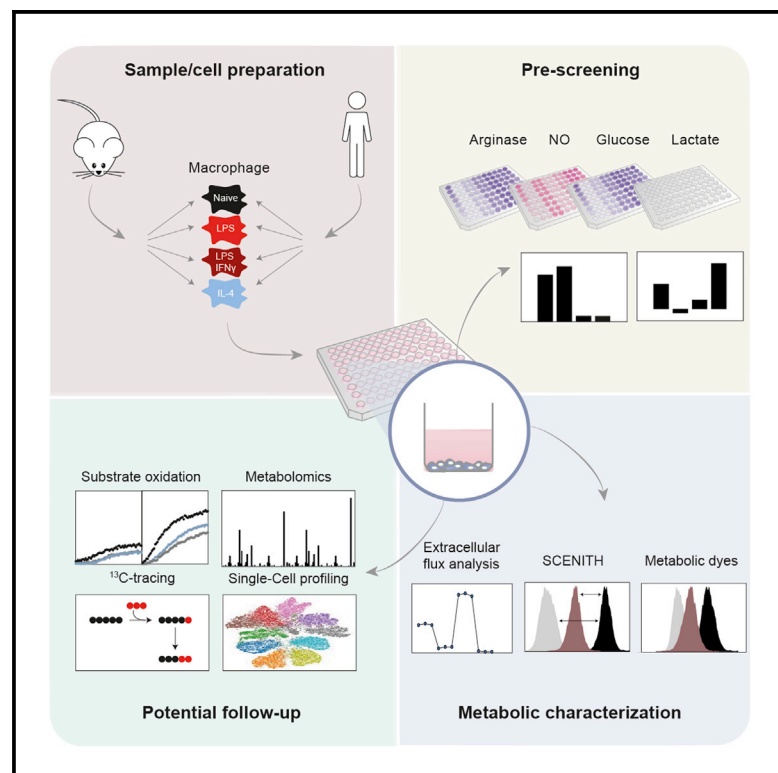 Sample/cell preparation
Macrophage
Naive
LPS
LPS
IFNγ
IL-4
Pre-screening
Arginase NO Glucose Lactate
Substrate oxidation
Metabolomics
¹³C-tracing
Single-Cell profiling
Potential follow-up
Extracellular
flux analysis
SCENITH
Metabolic dyes
Metabolic characterization